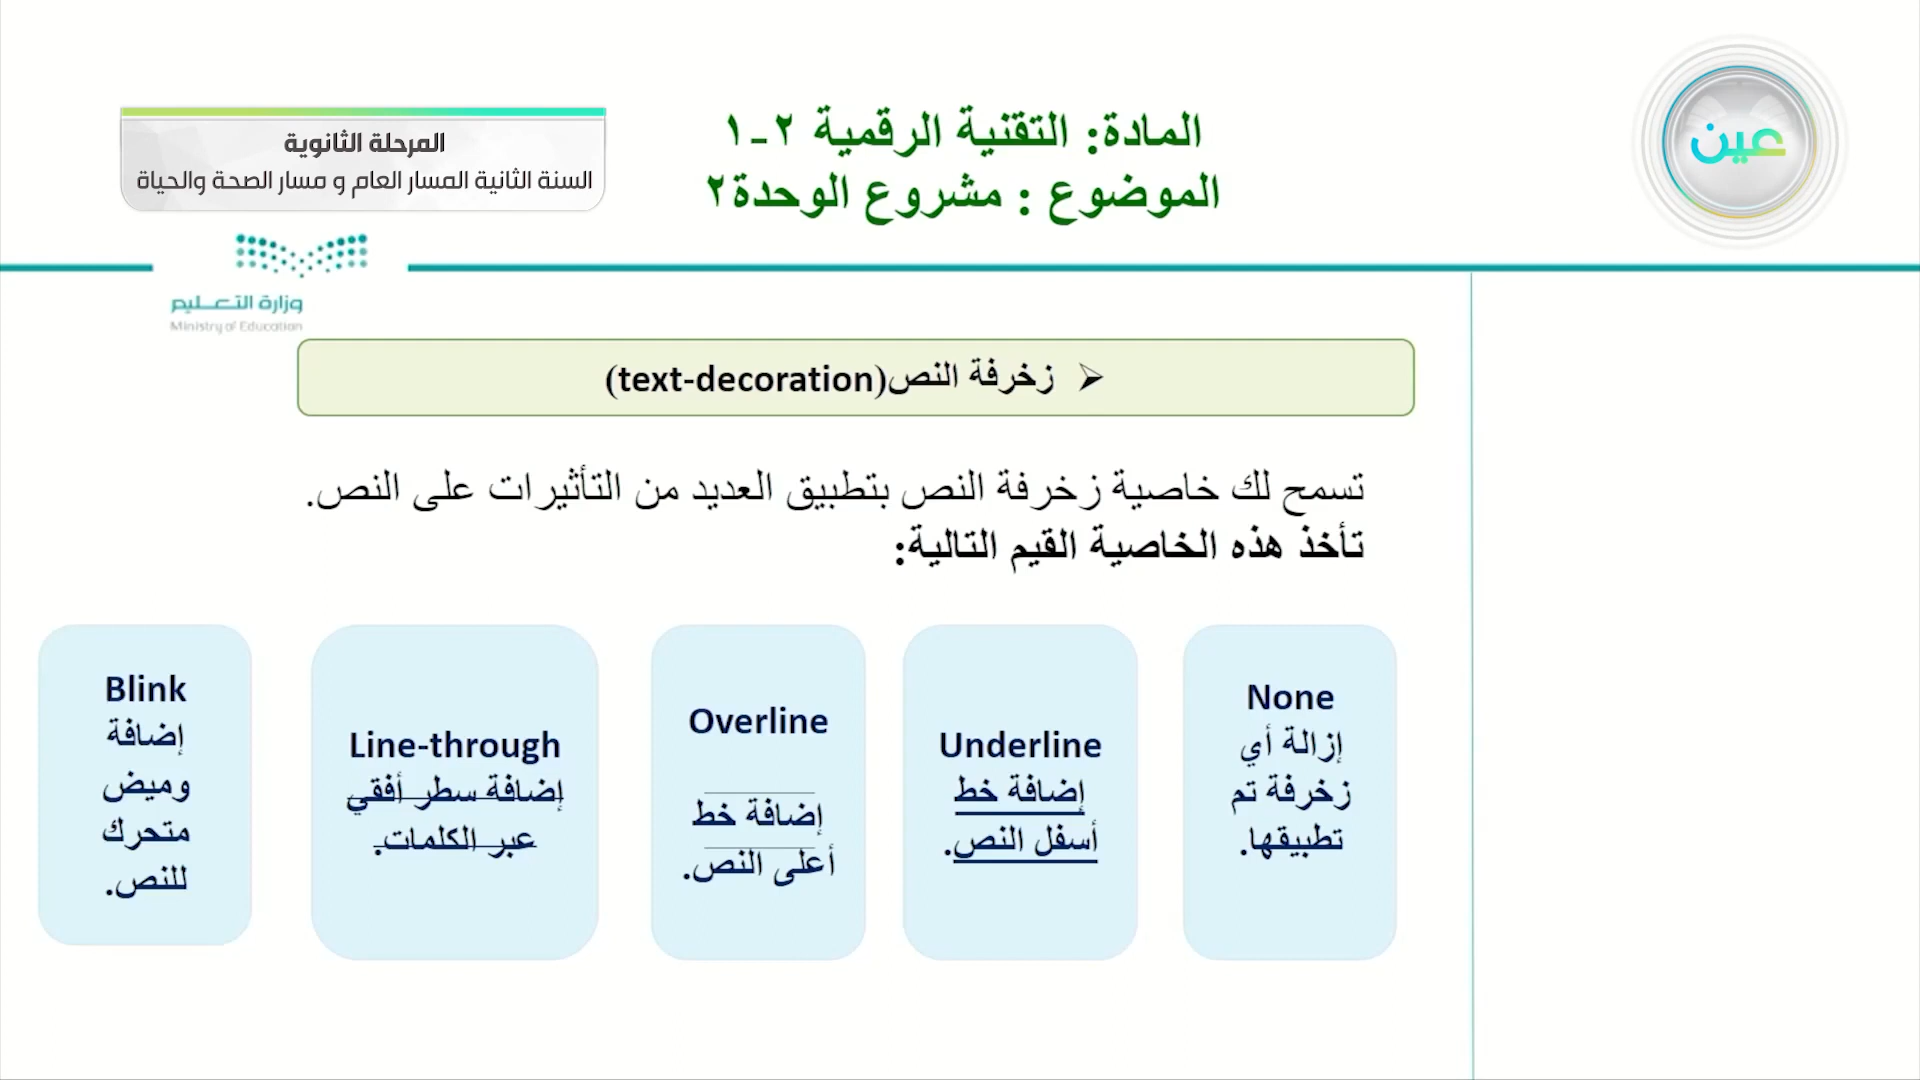 عين
المادة: التقنية الرقمية ٢-١
الموضوع : مشروع الوحدة٢
المرحلة الثانوية
السنة الثانية المسار العام و مسار الصحة والحياة
وزارة التعليم
Ministry of Education
➢ زخرفة النص(text-decoration)
تسمح لك خاصية زخرفة النص بتطبيق العديد من التأثيرات على النص.
تأخذ هذه الخاصية القيم التالية:
None
إزالة أي
زخرفة تم
تطبيقها.
Underline
إضافة خط
أسفل النص.
Overline
إضافة خط
أعلى النص.
Line-through
إضافة سطر أفقي
عبر الكلمات.
Blink
إضافة
وميض
متحرك
للنص.